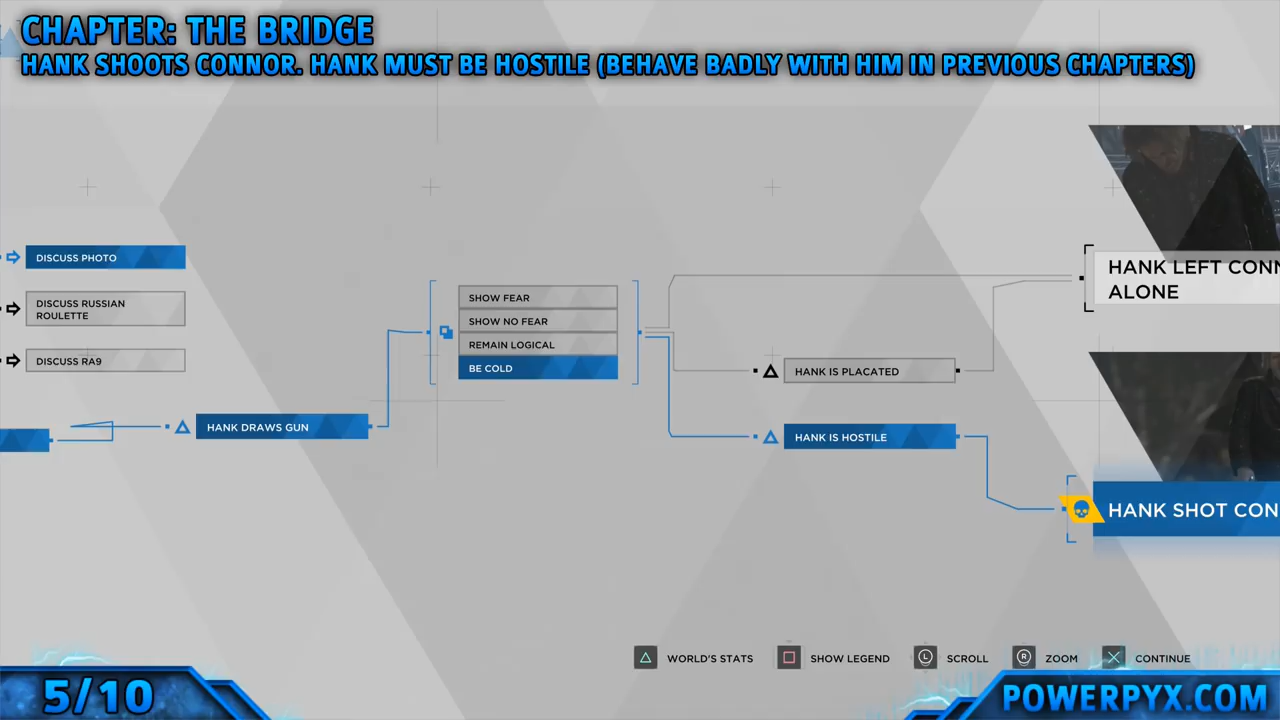 CHAPTER: THE BRIDGE
HANK SHOOTS CONNOR. HANK MUST BE HOSTILE (BEHAVE BADLY WITH HIM IN PREVIOUS CHAPTERS)
DISCUSS PHOTO
DISCUSS RUSSIAN
ROULETTE
DISCUSS RA9
HANK DRAWS GUN
SHOW FEAR
SHOW NO FEAR
REMAIN LOGICAL
BE COLD
HANK IS PLACATED
HANK IS HOSTILE
HANK LEFT CONN
ALONE
HANK SHOT CON
WORLD'S STATS
SHOW LEGEND
L SCROLL
R ZOOM
CONTINUE
5/10
POWERPYX.COM